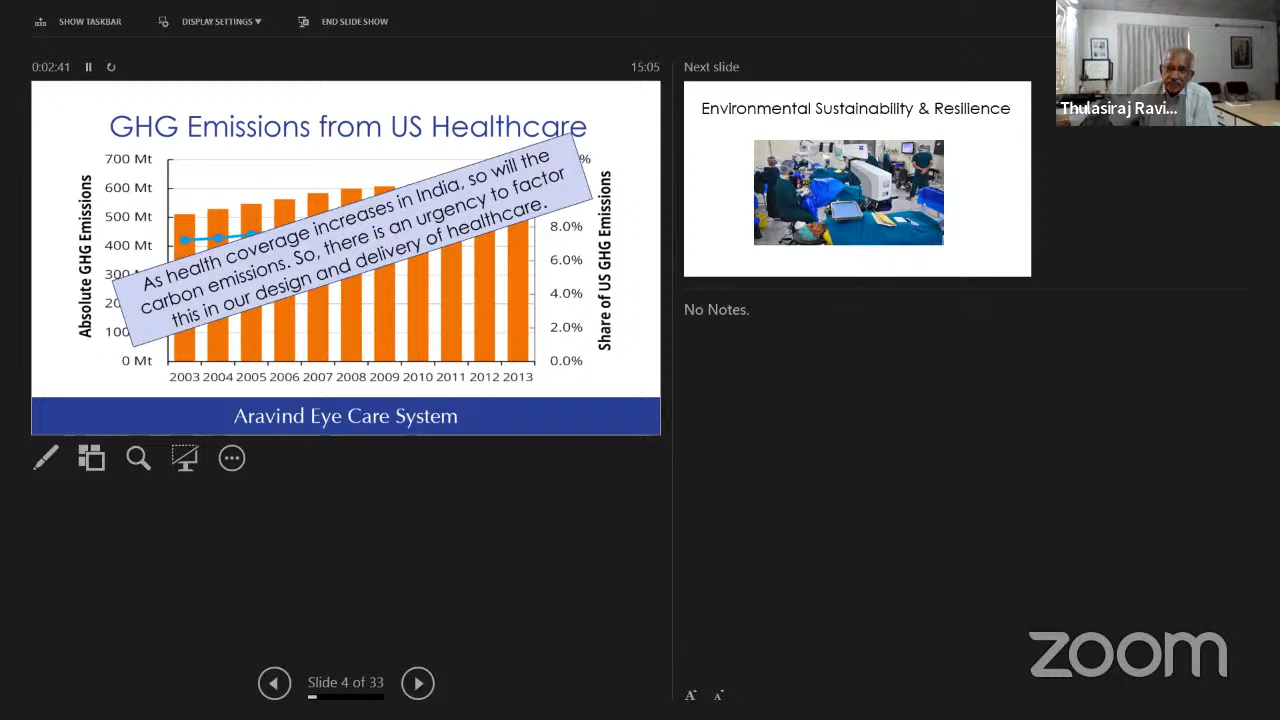 SHOW TASKBAR
DISPLAY SETTINGS ▼
END SLIDE SHOW
0:02:41
15:05
Next slide
GHG Emissions from US Healthcare
700 Mt
600 Mt
500 Mt
400 Mt
0 Mt
Absolute GHG Emissions
As health coverage increases in India, so will the
carbon emissions. So, there is an urgency to factor
this in our design and delivery of healthcare.
8.0%
6.0%
4.0%
2.0%
0.0%
Share of US GHG Emissions
2003 2004 2005 2006 2007 2008 2009 2010 2011 2012 2013
Aravind Eye Care System
Environmental Sustainability & Resilience
Thulasiraj Ravi...
No Notes.
Slide 4 of 33
zoom